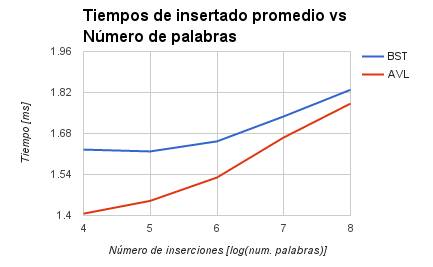 Tiempos de insertado promedio vs
Número de palabras
1.96
1.82
1.68
1.54
1.4
4 5 6 7 8
Tiempo [ms]
Número de inserciones [log(num. palabras)]
BST
AVL